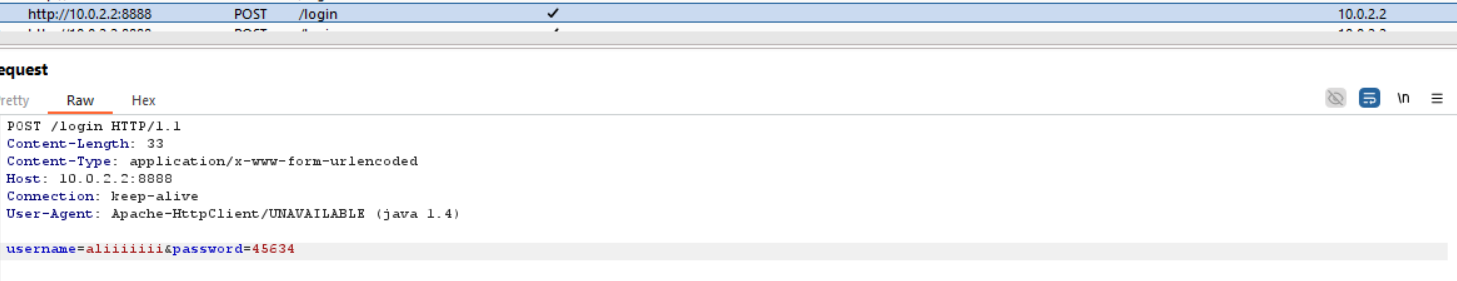 http://10.0.2.2:8888 POST /login ✓ 10.0.2.2
equest
retty Raw Hex \n
POST /login HTTP/1.1
Content-Length: 33
Content-Type: application/x-www-form-urlencoded
Host: 10.0.2.2:8888
Connection: keep-alive
User-Agent: Apache-HttpClient/UNAVAILABLE (java 1.4)
username=aliiiiiii&password=45634